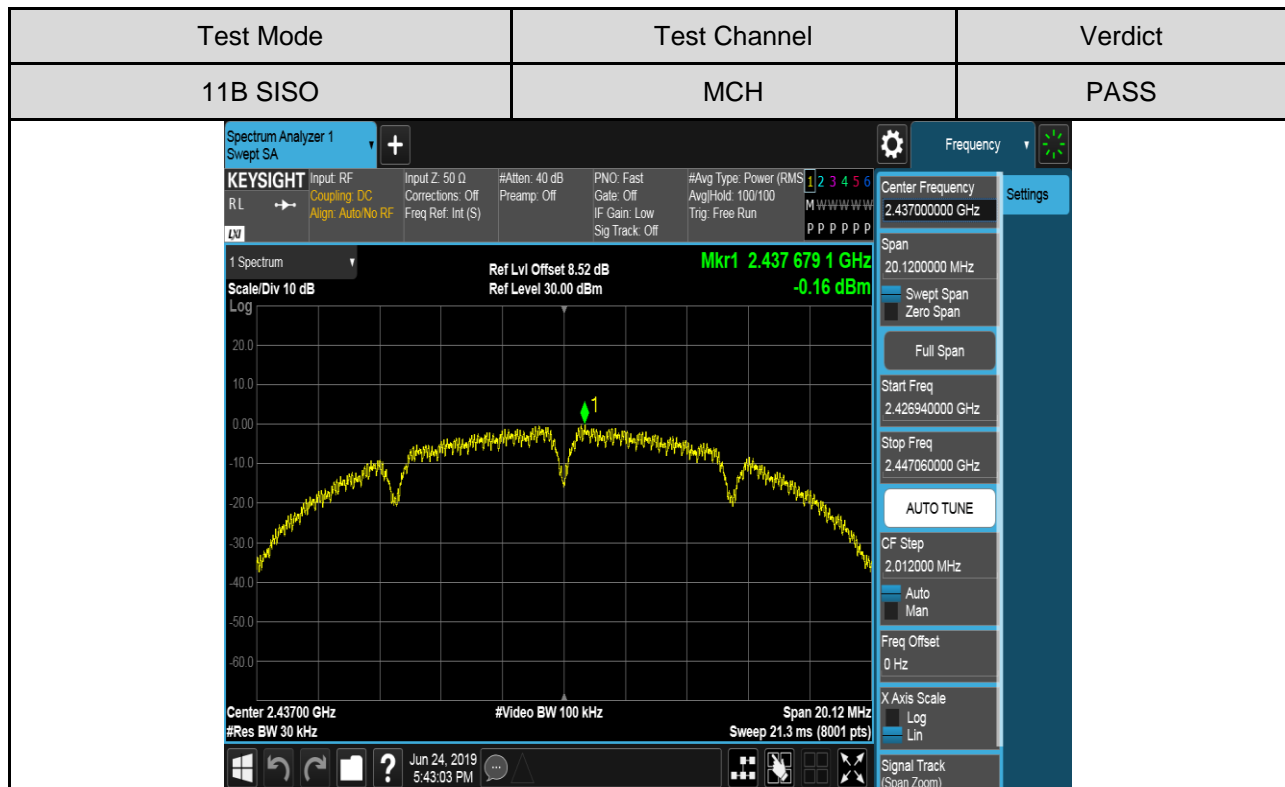 Test Mode Test Channel Verdict
11B SISO MCH PASS
Spectrum Analyzer 1
Swept SA
+
Frequency
KEYSIGHT
RL
LXI
Input: RF
Coupling: DC
Align: Auto/No RF
Input Z: 50 Ω
Corrections: Off
Freq Ref: Int (S)
#Atten: 40 dB
Preamp: Off
PNO: Fast
Gate: Off
IF Gain: Low
Sig Track: Off
#Avg Type: Power (RMS
Avg|Hold: 100/100
Trig: Free Run
1 2 3 4 5 6
M W W W W W
P P P P P P
1 Spectrum
Scale/Div 10 dB
Ref Lvl Offset 8.52 dB
Ref Level 30.00 dBm
Mkr1 2.437 679 1 GHz
-0.16 dBm
Log
20.0
10.0
0.00
-10.0
-20.0
-30.0
-40.0
-50.0
-60.0
1
Center 2.43700 GHz
#Res BW 30 kHz
#Video BW 100 kHz
Span 20.12 MHz
Sweep 21.3 ms (8001 pts)
Center Frequency
2.437000000 GHz
Settings
Span
20.1200000 MHz
Swept Span
Zero Span
Full Span
Start Freq
2.426940000 GHz
Stop Freq
2.447060000 GHz
AUTO TUNE
CF Step
2.012000 MHz
Auto
Man
Freq Offset
0 Hz
X Axis Scale
Log
Lin
Signal Track
(Span Zoom)
?
Jun 24, 2019
5:43:03 PM